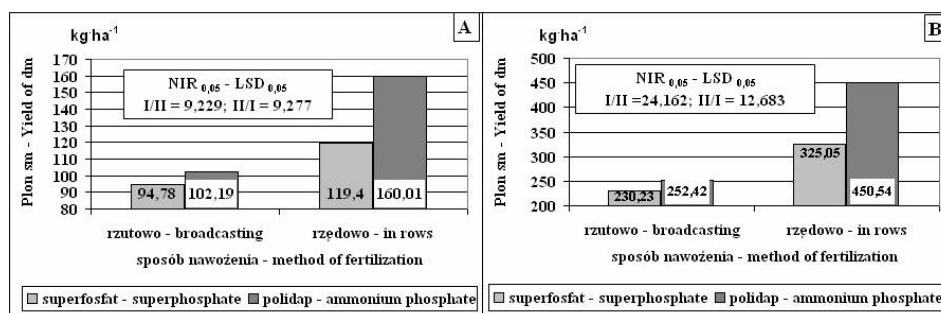 kg·ha-1
A
Plon sm - Yield of dm
170
160
150
140
130
120
110
100
90
80
NIR 0,05 - LSD 0,05
I/II = 9,229; II/I = 9,277
94,78
102,19
119,4
160,01
rzutowo - broadcasting
rzędowo - in rows
sposób nawożenia - method of fertilization
superfosfat - superphosphate
polidap - ammonium phosphate
kg·ha-1
B
Plon sm - Yield of dm
500
450
400
350
300
250
200
NIR 0,05 - LSD 0,05
I/II =24,162; II/I = 12,683
230,23
252,42
325,05
450,54
rzutowo - broadcasting
rzędowo - in rows
sposób nawożenia - method of fertilization
superfosfat - superphosphate
polidap - ammonium phosphate